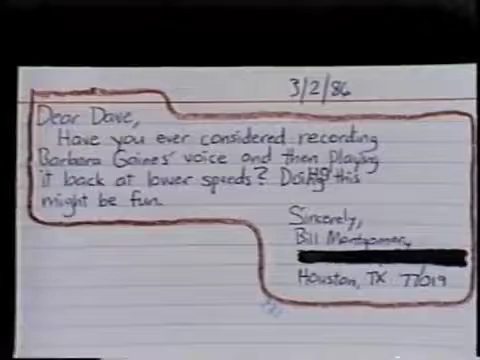 3/2/86
Dear Dave,
Have you ever considered recording
Barbara Gaines' voice and then playing
it back at lower speeds? Doing this
might be fun.
Sincerely,
Bill Montgomery
Houston, TX 77019